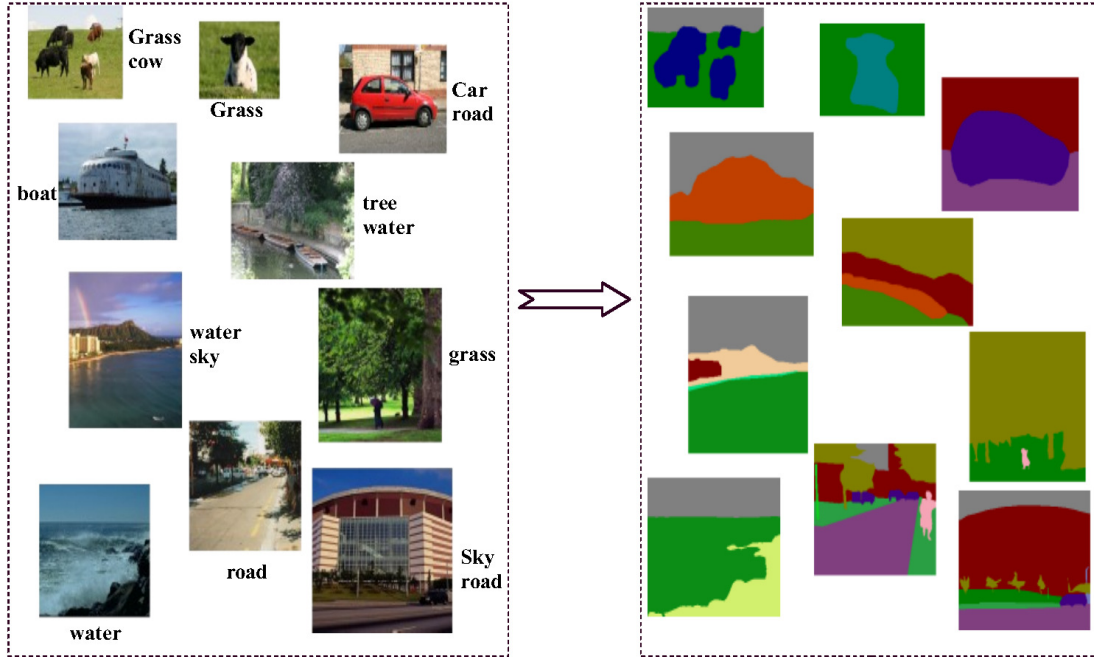 Grass
cow
Grass
Car
road
boat
tree
water
water
sky
grass
road
Sky
road
water